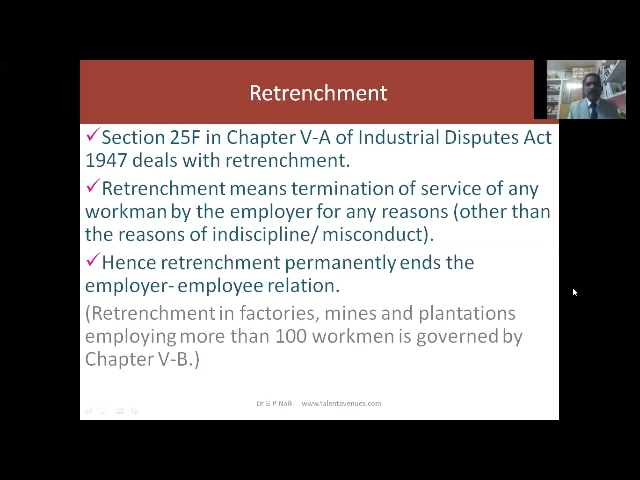 Retrenchment
✓Section 25F in Chapter V-A of Industrial Disputes Act
1947 deals with retrenchment.
✓Retrenchment means termination of service of any
workman by the employer for any reasons (other than
the reasons of indiscipline/ misconduct).
✓Hence retrenchment permanently ends the
employer- employee relation.
(Retrenchment in factories, mines and plantations
employing more than 100 workmen is governed by
Chapter V-B.)
Dr G P Naik www.talentavenues.com